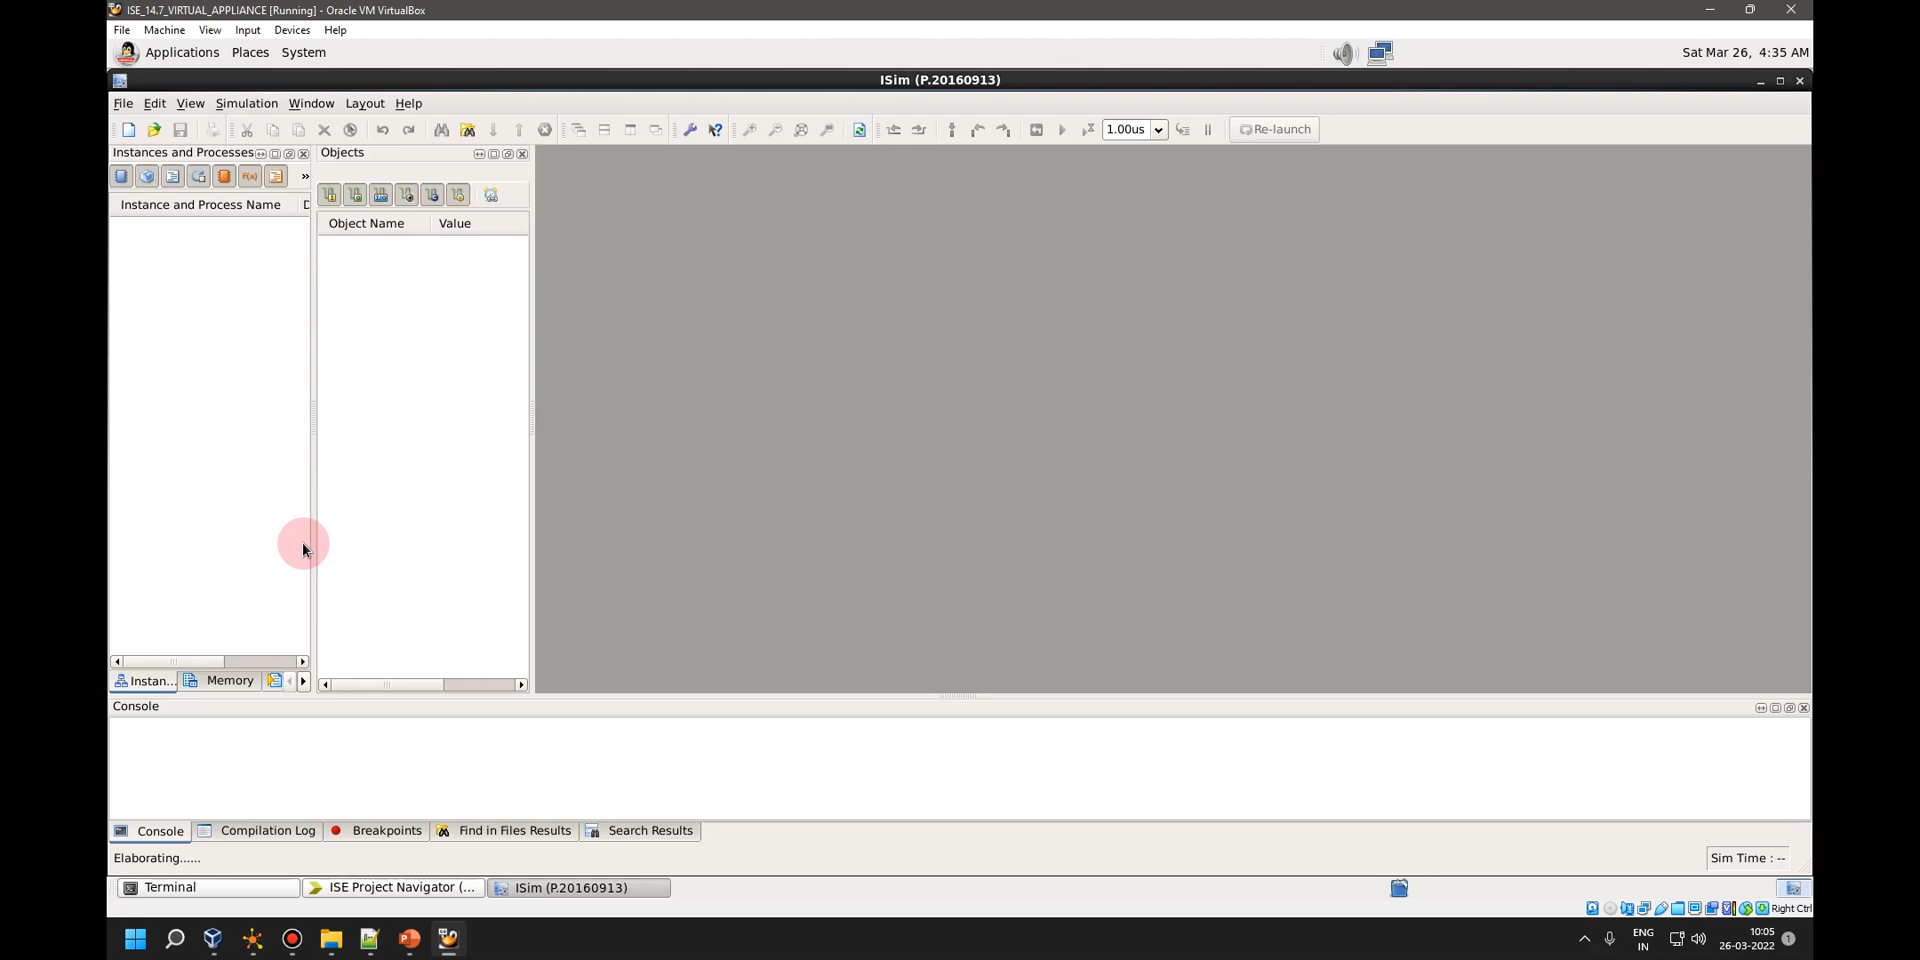 ISE_14.7_VIRTUAL_APPLIANCE [Running] - Oracle VM VirtualBox
File Machine View Input Devices Help
Applications Places System
Sat Mar 26, 4:35 AM
ISim (P.20160913)
File Edit View Simulation Window Layout Help
1.00us
Re-launch
Instances and Processes
Objects
F(a)
»
Instance and Process Name
Object Name Value
Instan... Memory
Console
Console Compilation Log Breakpoints Find in Files Results Search Results
Elaborating......
Sim Time : --
Terminal ISE Project Navigator (... ISim (P.20160913)
Right Ctrl
ENG
IN
10:05
26-03-2022
1